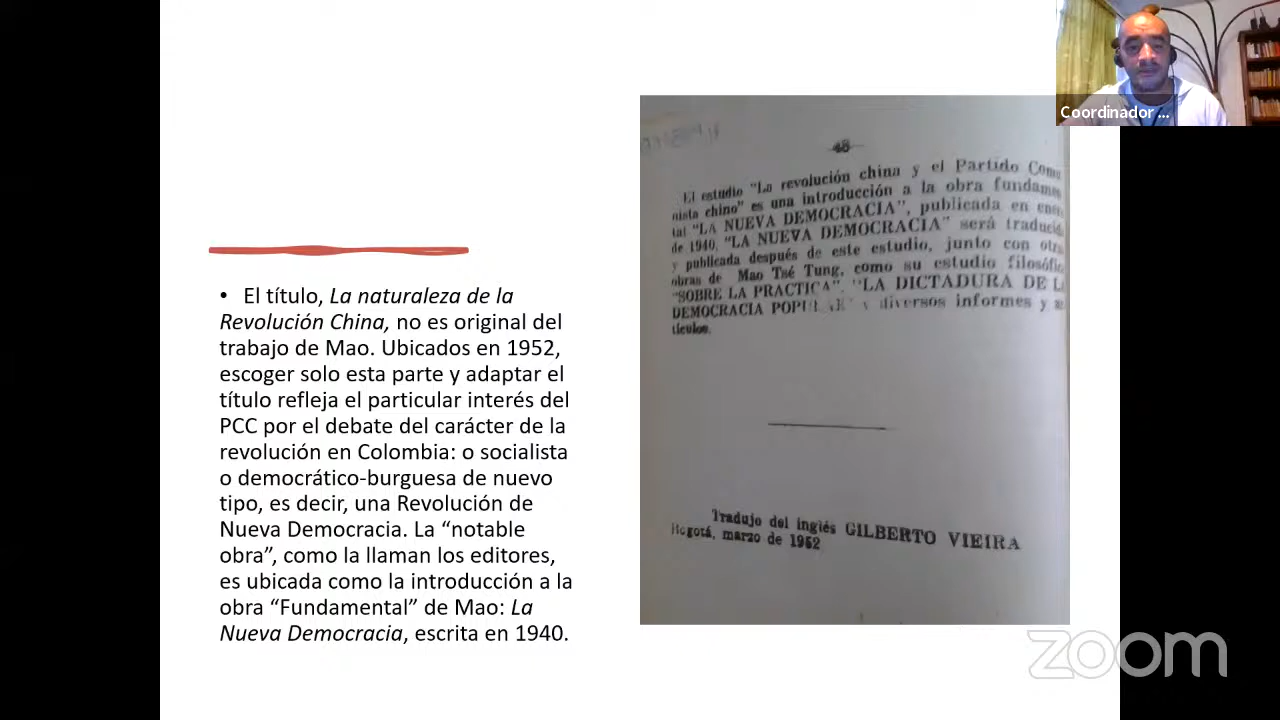 Coordinador ...
• El título, La naturaleza de la
Revolución China, no es original del
trabajo de Mao. Ubicados en 1952,
escoger solo esta parte y adaptar el
título refleja el particular interés del
PCC por el debate del carácter de la
revolución en Colombia: o socialista
o democrático-burguesa de nuevo
tipo, es decir, una Revolución de
Nueva Democracia. La “notable
obra”, como la llaman los editores,
es ubicada como la introducción a la
obra “Fundamental” de Mao: La
Nueva Democracia, escrita en 1940.
El estudio "La revolución china y el Partido Comu
nista chino" es una introducción a la obra fundamen
tal "LA NUEVA DEMOCRACIA", publicada en
de 1940. "LA NUEVA DEMOCRACIA" será
y publicada después de este estudio, junto con
obras de Mao Tsé Tung, como su estudio
"SOBRE LA PRACTICA", "LA DICTADURA DE
DEMOCRACIA diversos informes y
tículos.
Tradujo del inglés GILBERTO VIEIRA
Bogotá, marzo de 1952
zoom